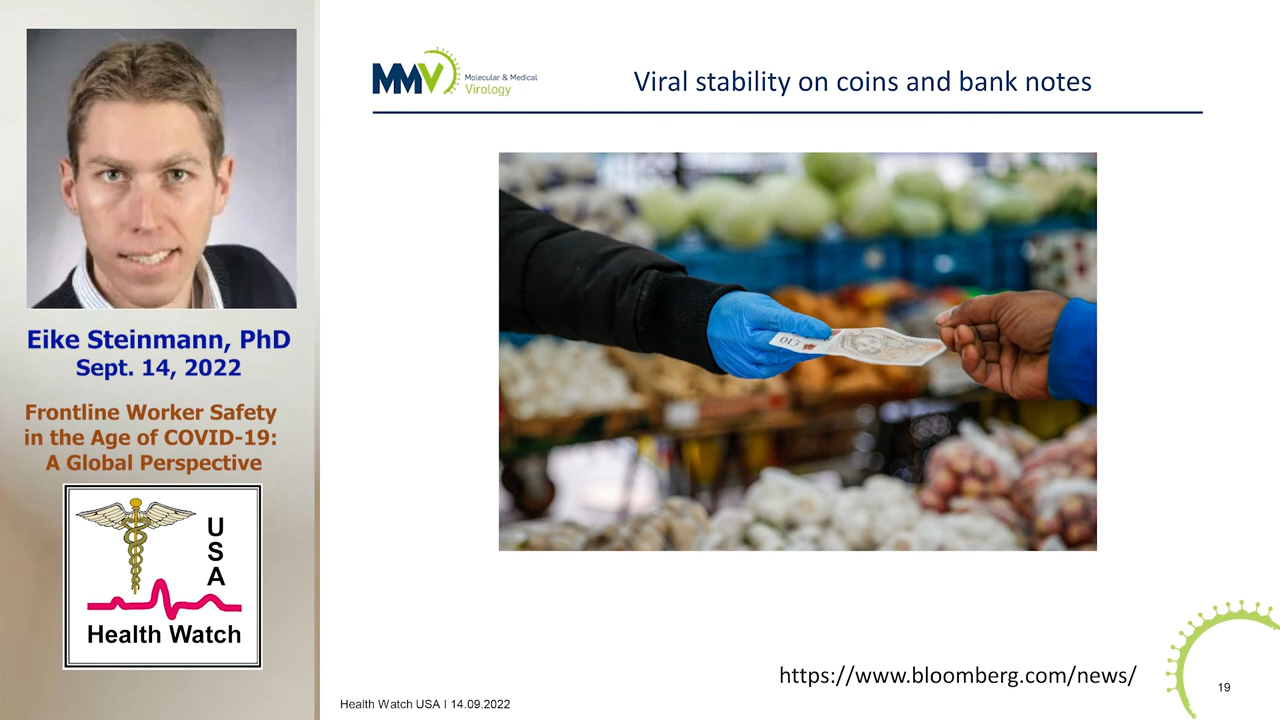 Eike Steinmann, PhD
Sept. 14, 2022
Frontline Worker Safety
in the Age of COVID-19:
A Global Perspective
U
S
A
Health Watch
MMV Molecular & Medical
Virology
Viral stability on coins and bank notes
£10
https://www.bloomberg.com/news/
Health Watch USA I 14.09.2022
19